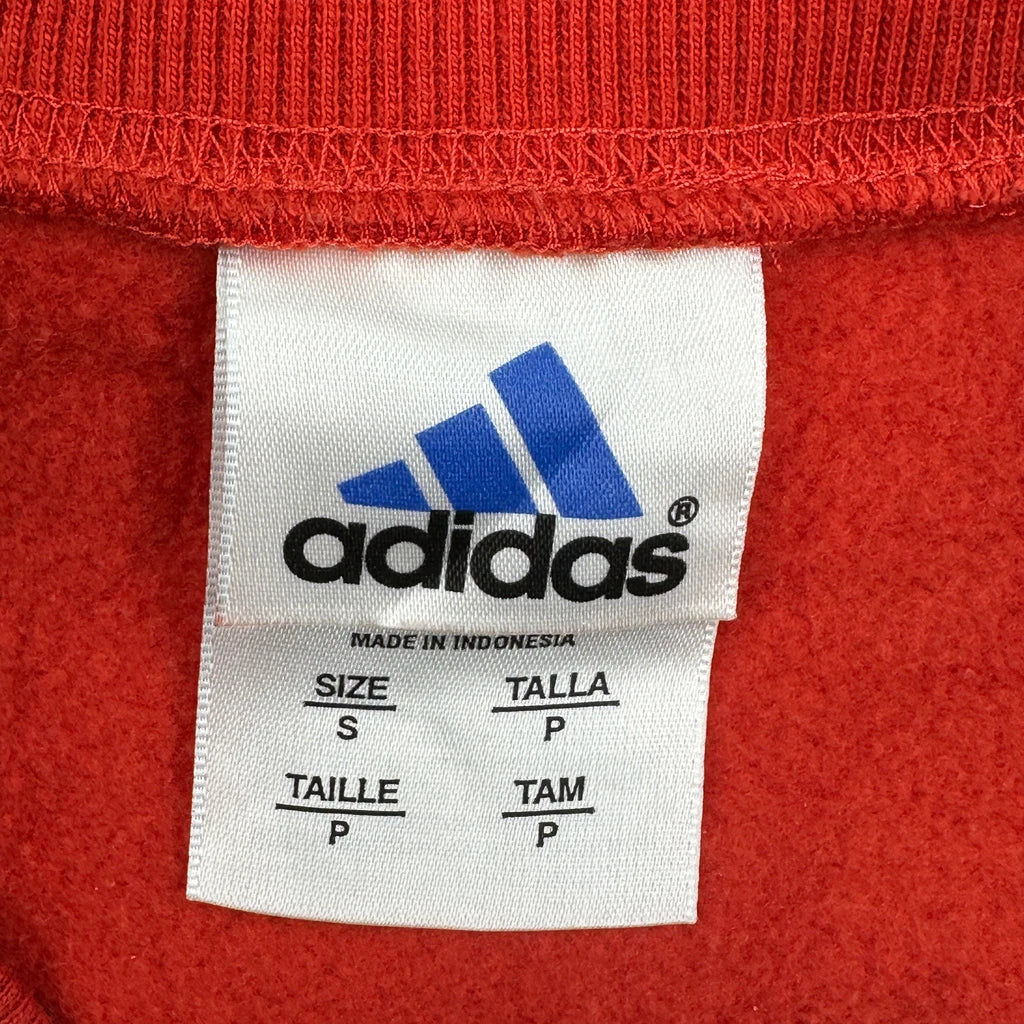 adidas®
MADE IN INDONESIA
SIZE TALLA
S P
TAILLE TAM
P P